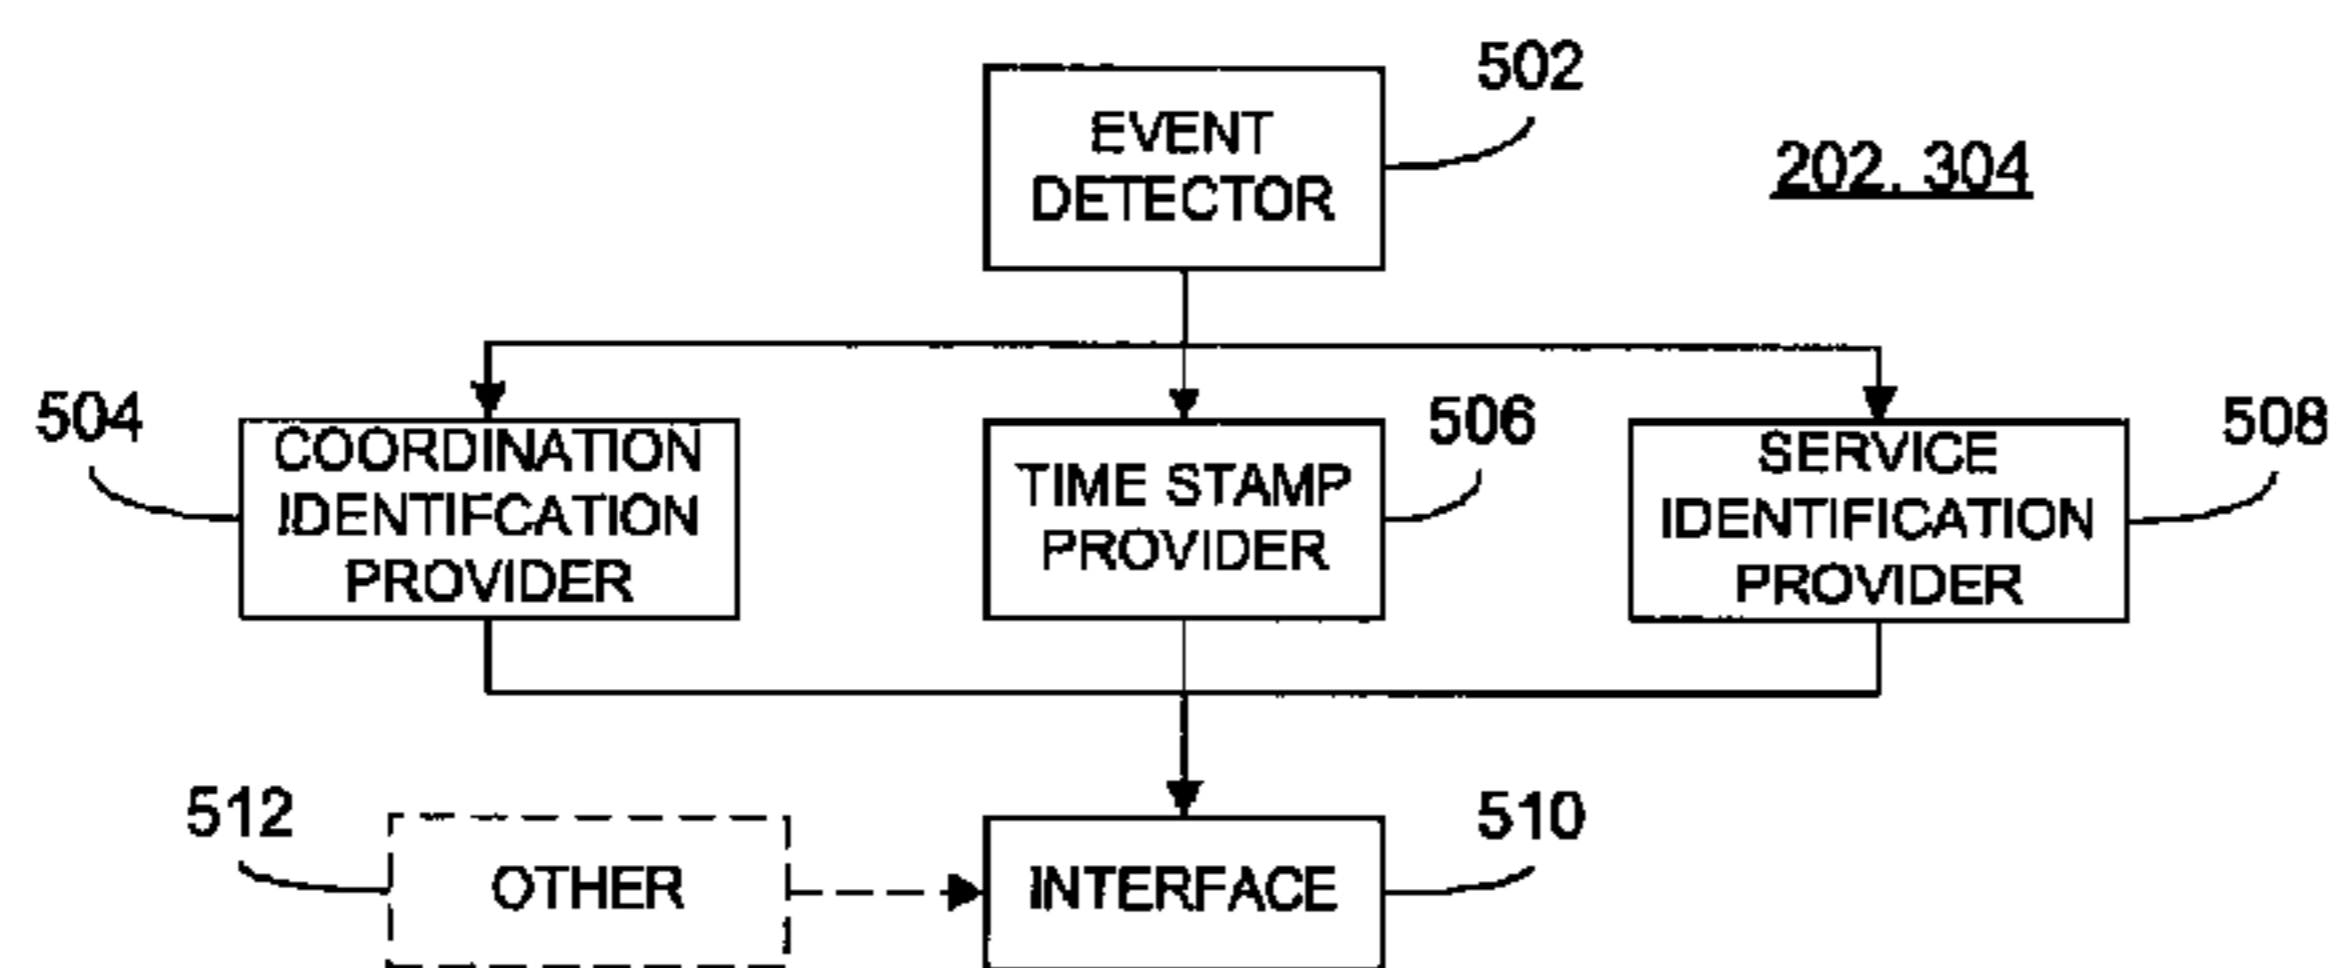 502
EVENT
DETECTOR
202, 304
504
COORDINATION
IDENTIFCATION
PROVIDER
506
TIME STAMP
PROVIDER
508
SERVICE
IDENTIFICATION
PROVIDER
512
OTHER
INTERFACE
510